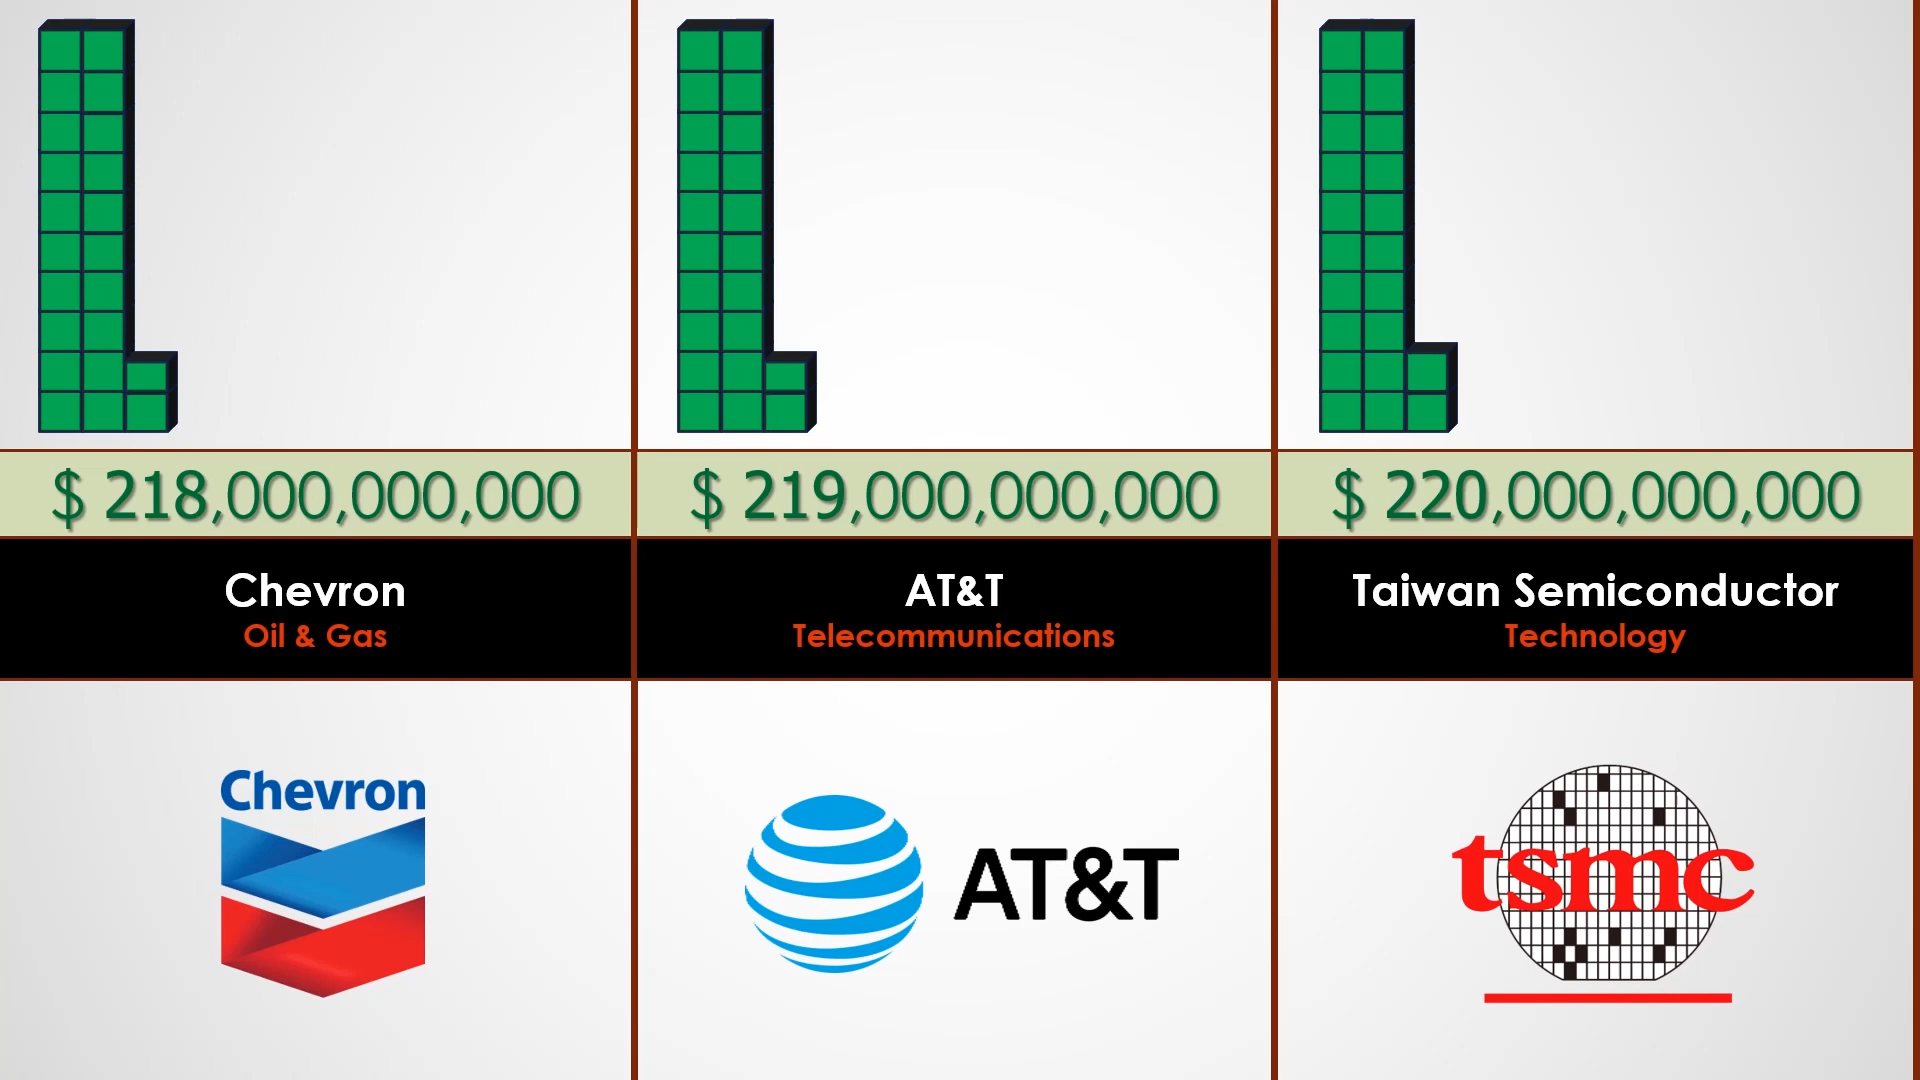 $ 218,000,000,000
$ 219,000,000,000
$ 220,000,000,000
Chevron
Oil & Gas
AT&T
Telecommunications
Taiwan Semiconductor
Technology
Chevron
AT&T
tsmc